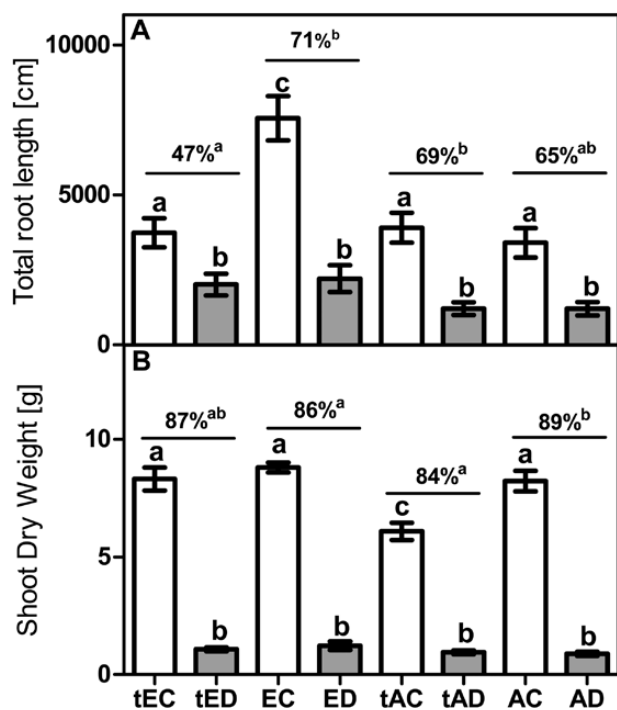 A
Total root length [cm]
10000
5000
0
47%ᵃ
71%ᵇ
69%ᵇ
65%ᵃᵇ
a
b
c
b
a
b
a
b
B
Shoot Dry Weight [g]
10
5
0
87%ᵃᵇ
86%ᵃ
84%ᵃ
89%ᵇ
a
b
a
b
c
b
a
b
tEC tED EC ED tAC tAD AC AD